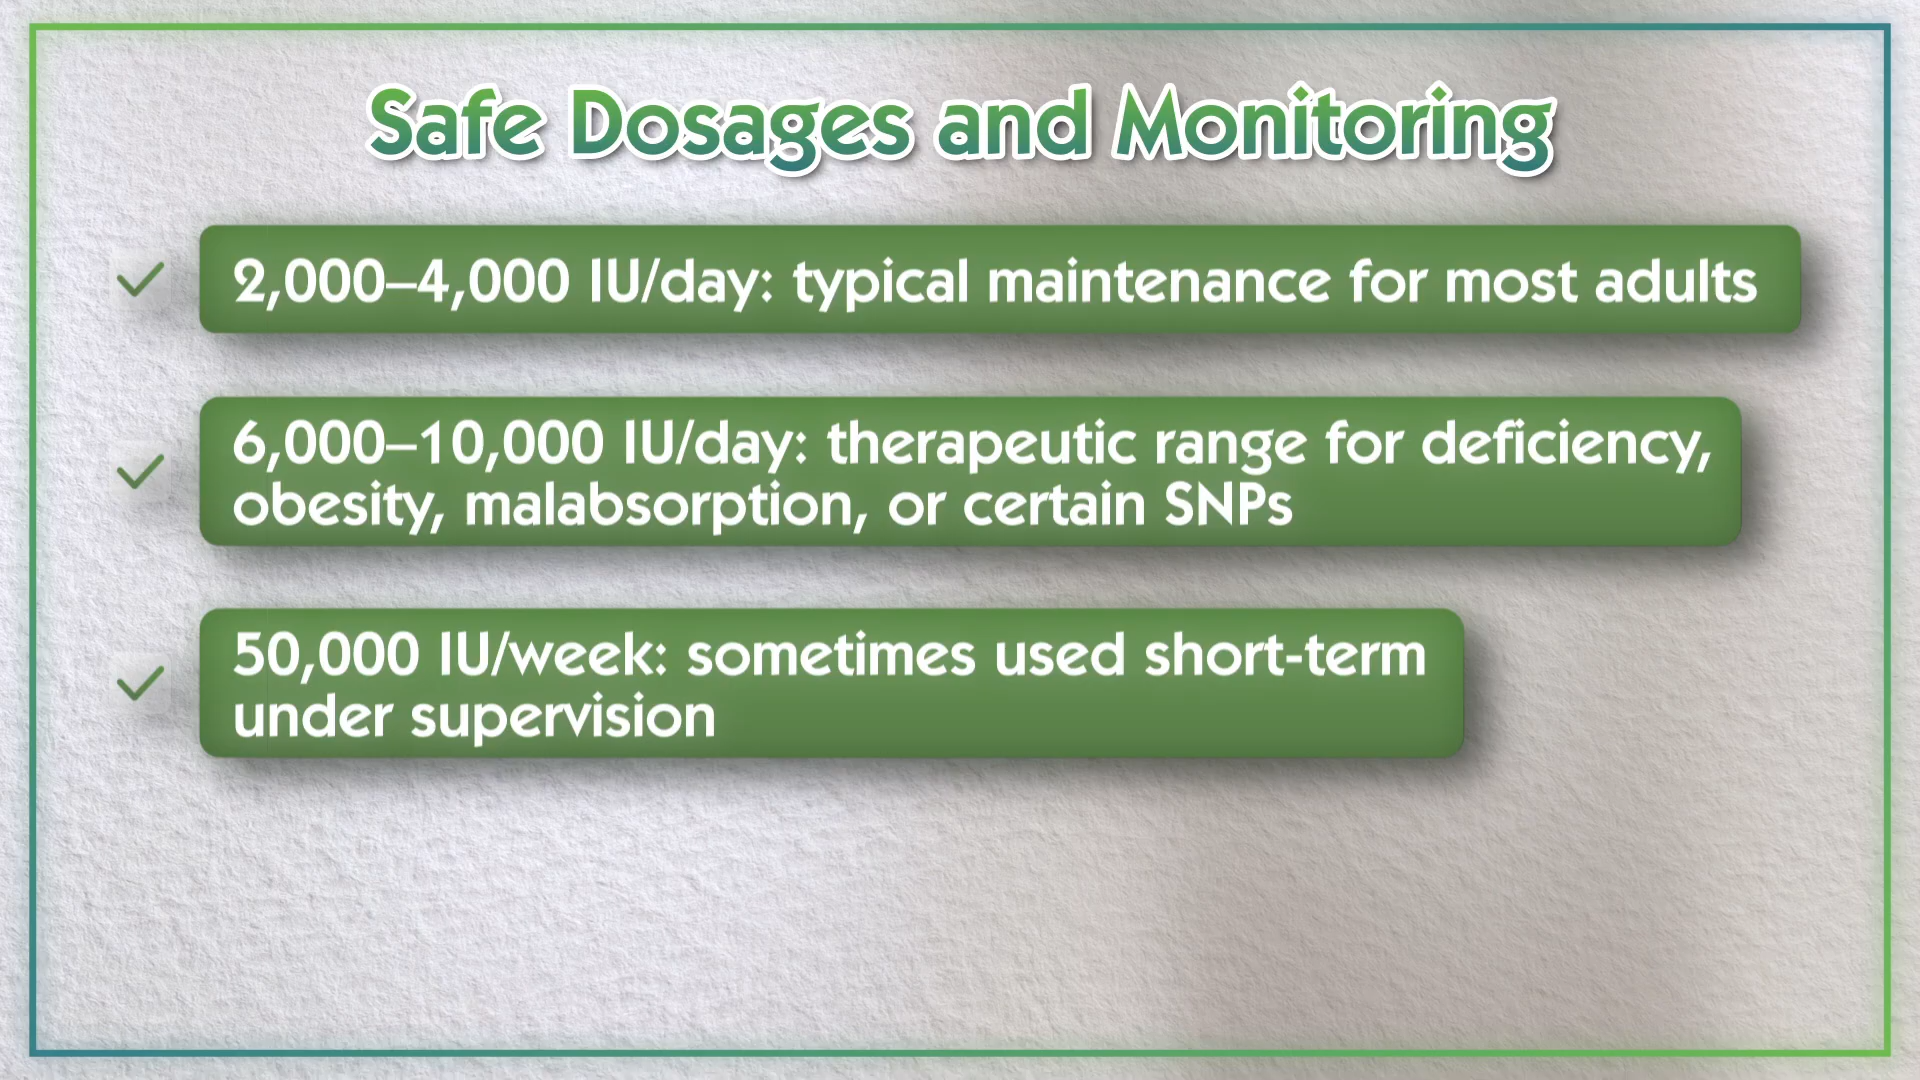 Safe Dosages and Monitoring
2,000–4,000 IU/day: typical maintenance for most adults
6,000–10,000 IU/day: therapeutic range for deficiency,
obesity, malabsorption, or certain SNPs
50,000 IU/week: sometimes used short-term
under supervision